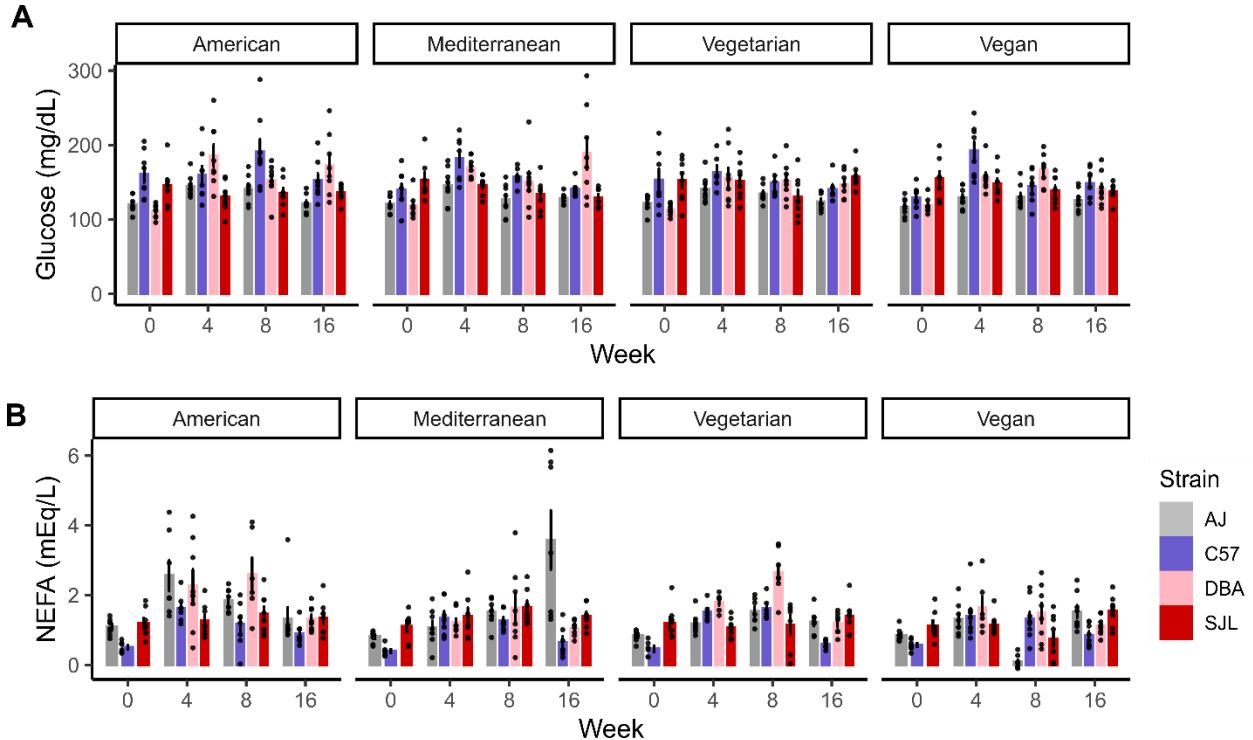 A
American Mediterranean Vegetarian Vegan
Glucose (mg/dL)
300
200
100
0
0 4 8 16 0 4 8 16 0 4 8 16 0 4 8 16
Week
B
American Mediterranean Vegetarian Vegan
NEFA (mEq/L)
6
4
2
0
0 4 8 16 0 4 8 16 0 4 8 16 0 4 8 16
Week
Strain
AJ
C57
DBA
SJL